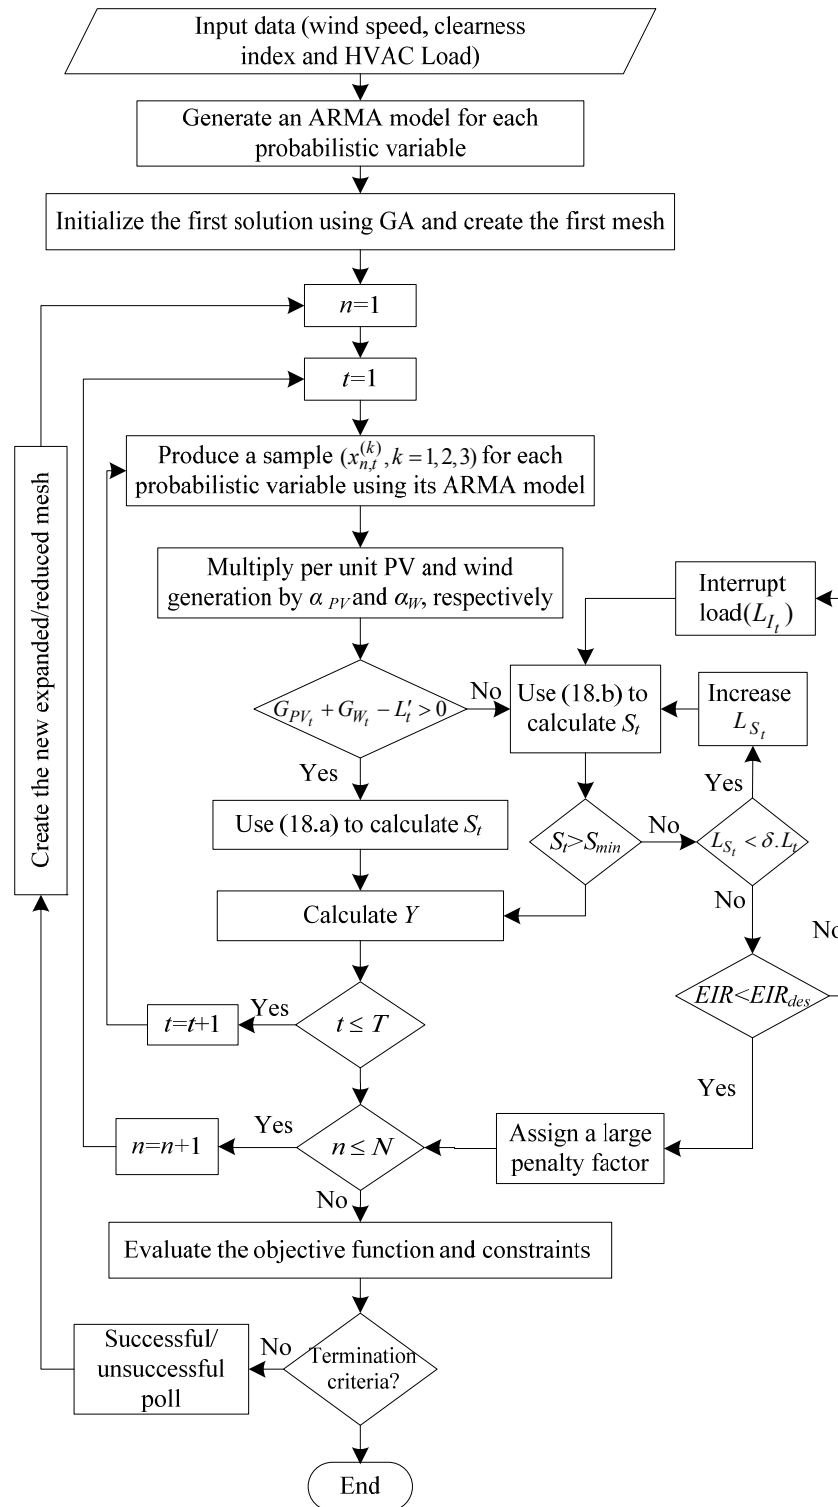 Input data (wind speed, clearness
index and HVAC Load)
Generate an ARMA model for each
probabilistic variable
Initialize the first solution using GA and create the first mesh
n=1
t=1
Produce a sample (x_{n,t}^{(k)}, k = 1, 2, 3) for each
probabilistic variable using its ARMA model
Multiply per unit PV and wind
generation by α_{PV} and α_W, respectively
Interrupt
load(L_{I_t})
G_{PV_t} + G_{W_t} − L'_t > 0
No
Use (18.b) to
calculate S_t
Increase
L_{S_t}
Yes
Yes
Use (18.a) to calculate S_t
S_t>S_{min}
No
L_{S_t} < δ.L_t
No
Calculate Y
No
EIR<EIR_{des}
t=t+1
Yes
t ≤ T
Yes
n=n+1
Yes
n ≤ N
Assign a large
penalty factor
No
Evaluate the objective function and constraints
Successful/
unsuccessful
poll
No
Termination
criteria?
End
Create the new expanded/reduced mesh